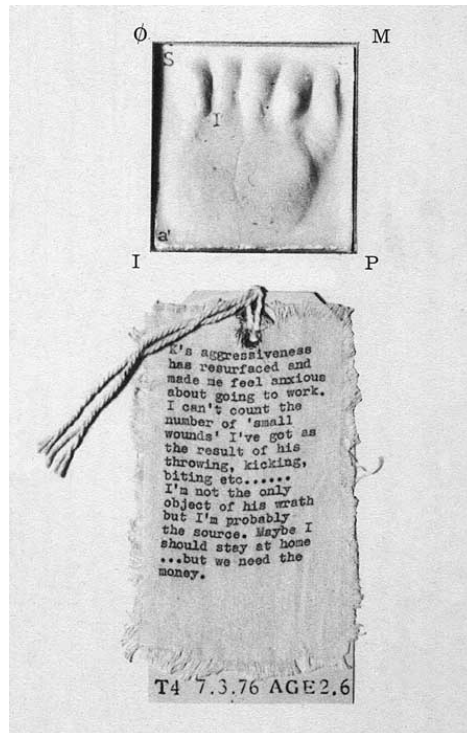 Ø M
S
I
a'
I P
K's aggressiveness
has resurfaced and
made me feel anxious
about going to work.
I can't count the
number of 'small
wounds' I've got as
the result of his
throwing, kicking,
biting etc......
I'm not the only
object of his wrath
but I'm probably
the source. Maybe I
should stay at home
...but we need the
money.
T4 7.3.76 AGE2.6